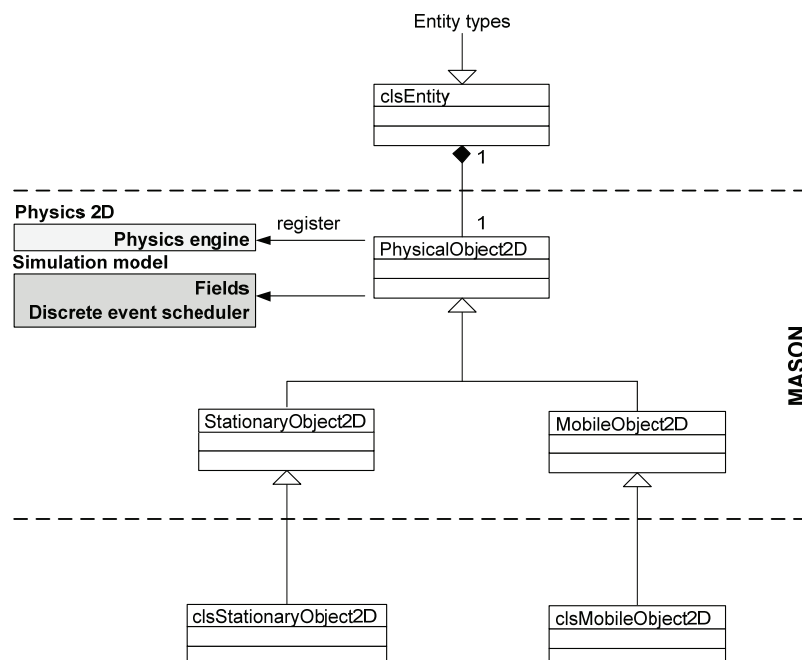 Entity types
clsEntity
1
1
Physics 2D
register
Physics engine
PhysicalObject2D
Simulation model
Fields
Discrete event scheduler
MASON
StationaryObject2D
MobileObject2D
clsStationaryObject2D
clsMobileObject2D